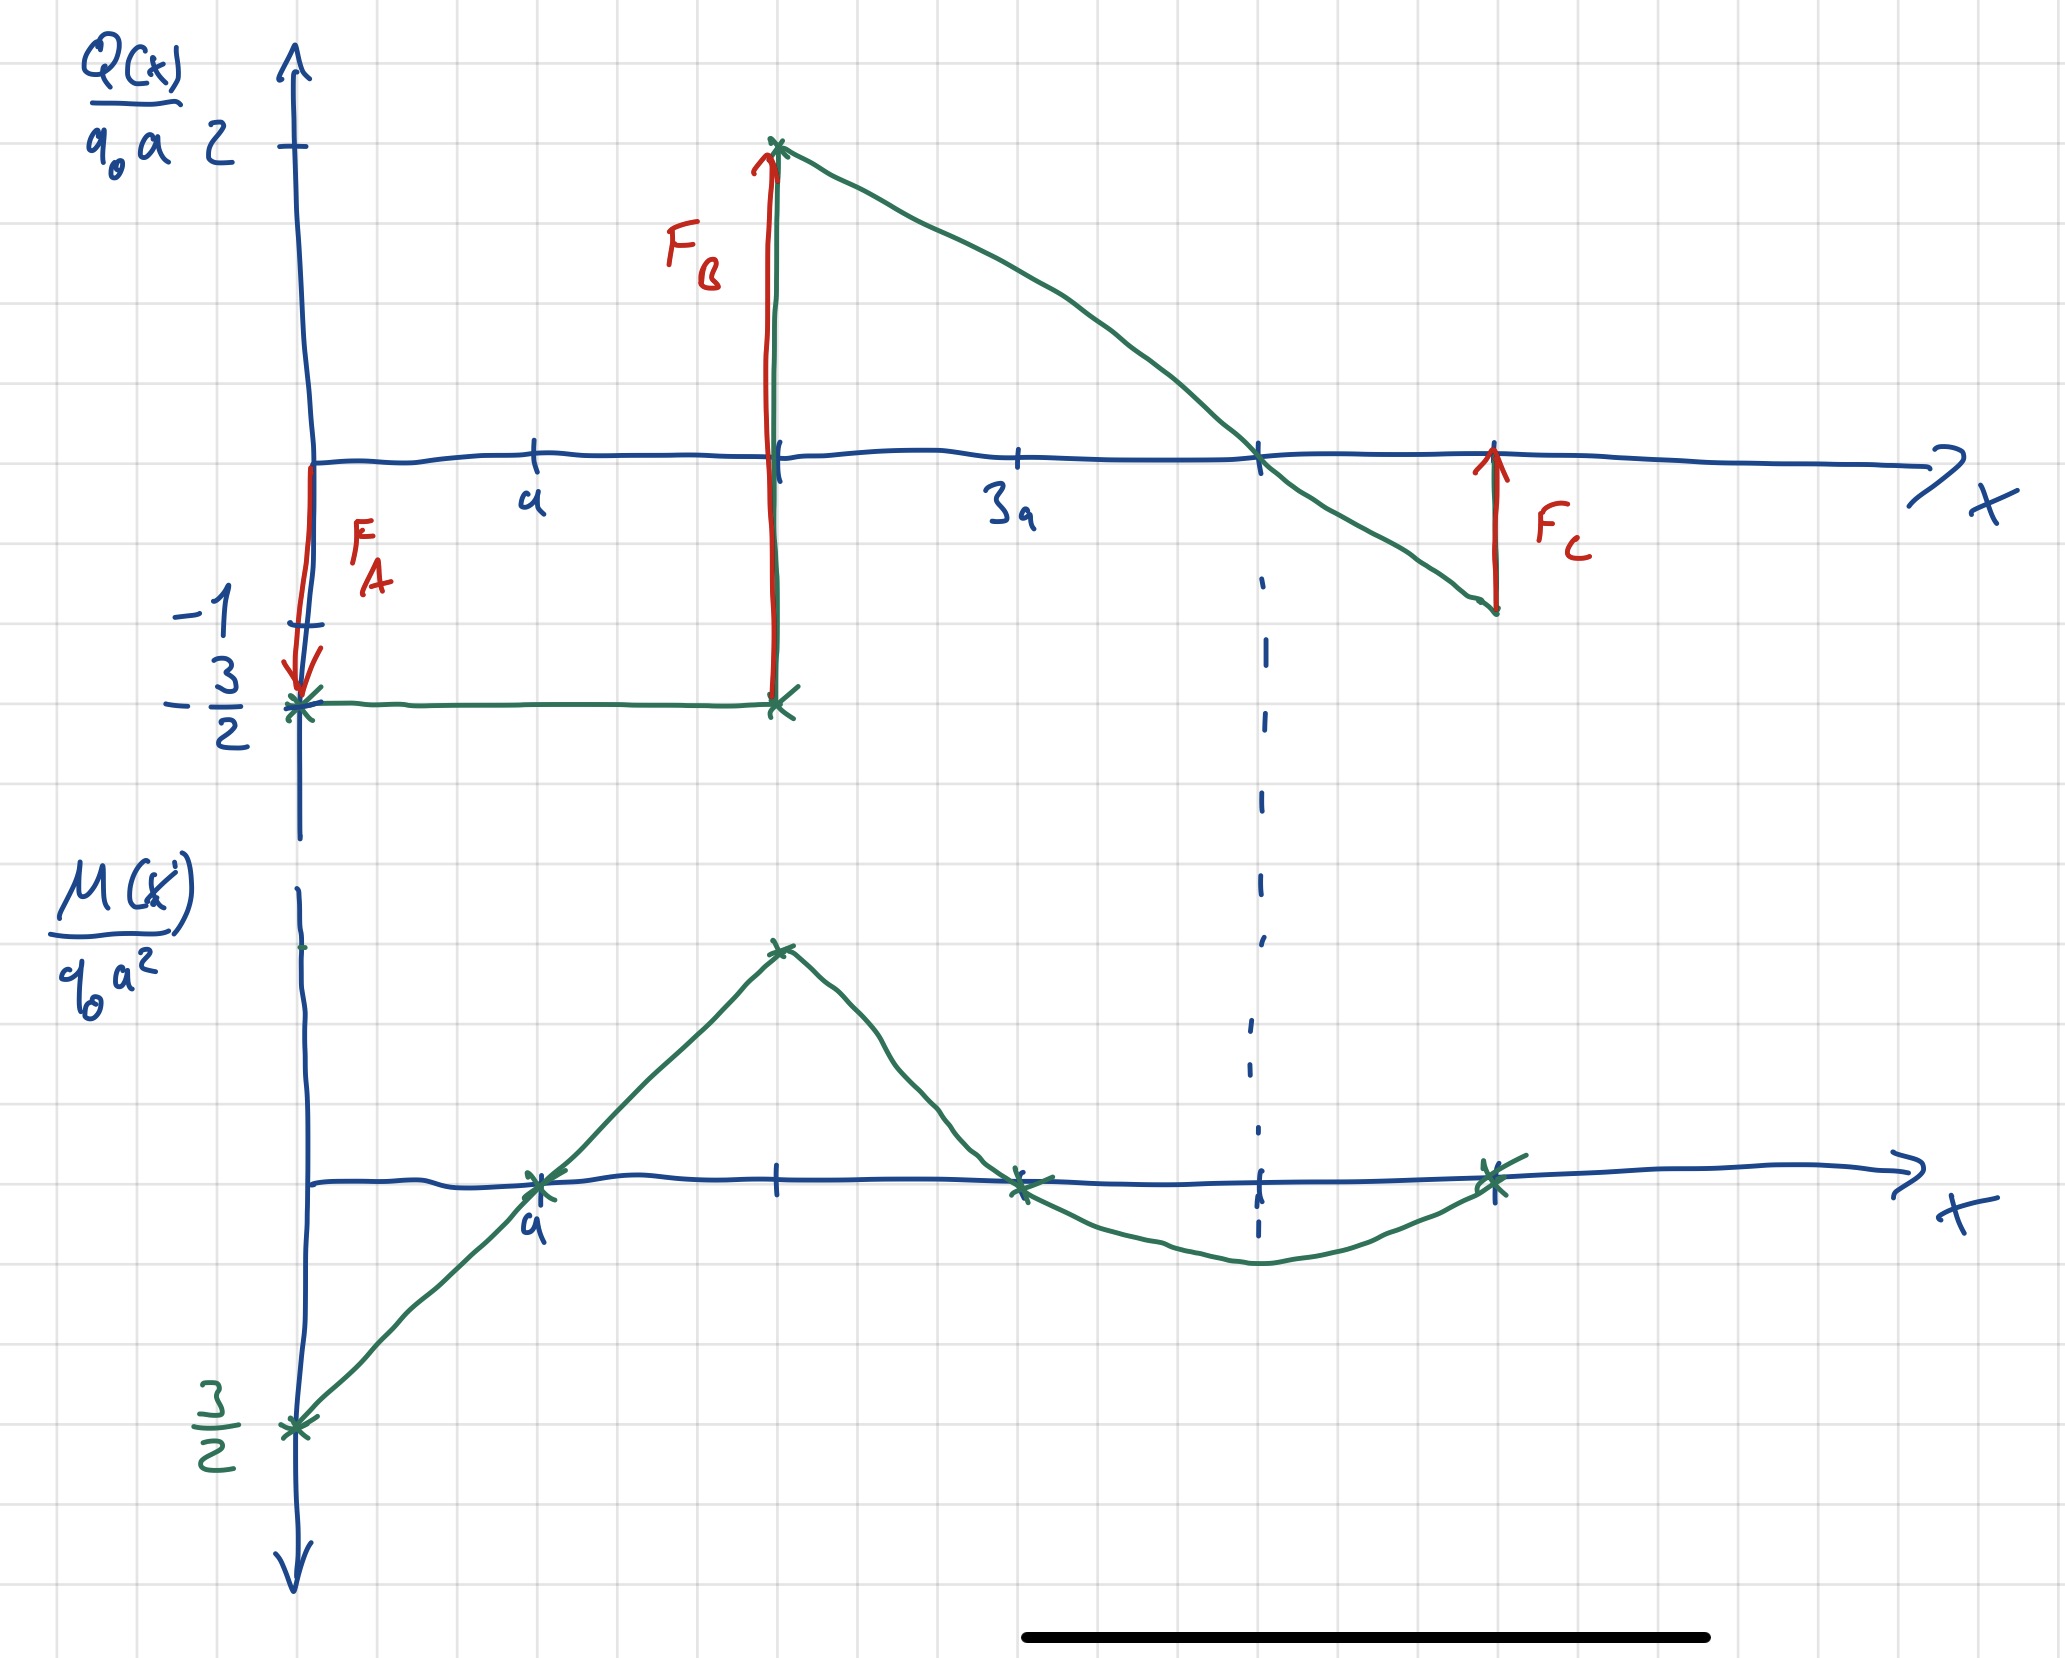 Q(x)
q₀a 2
F_B
a
3a
x
F_A
F_C
-1
-3/2
M(x)
q₀a²
a
x
3/2